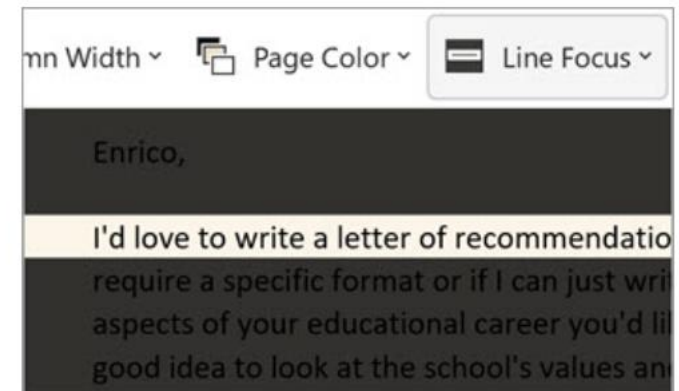 mn Width Page Color Line Focus
Enrico,
I'd love to write a letter of recommendatio
require a specific format or if I can just wri
aspects of your educational career you'd li
good idea to look at the school's values an